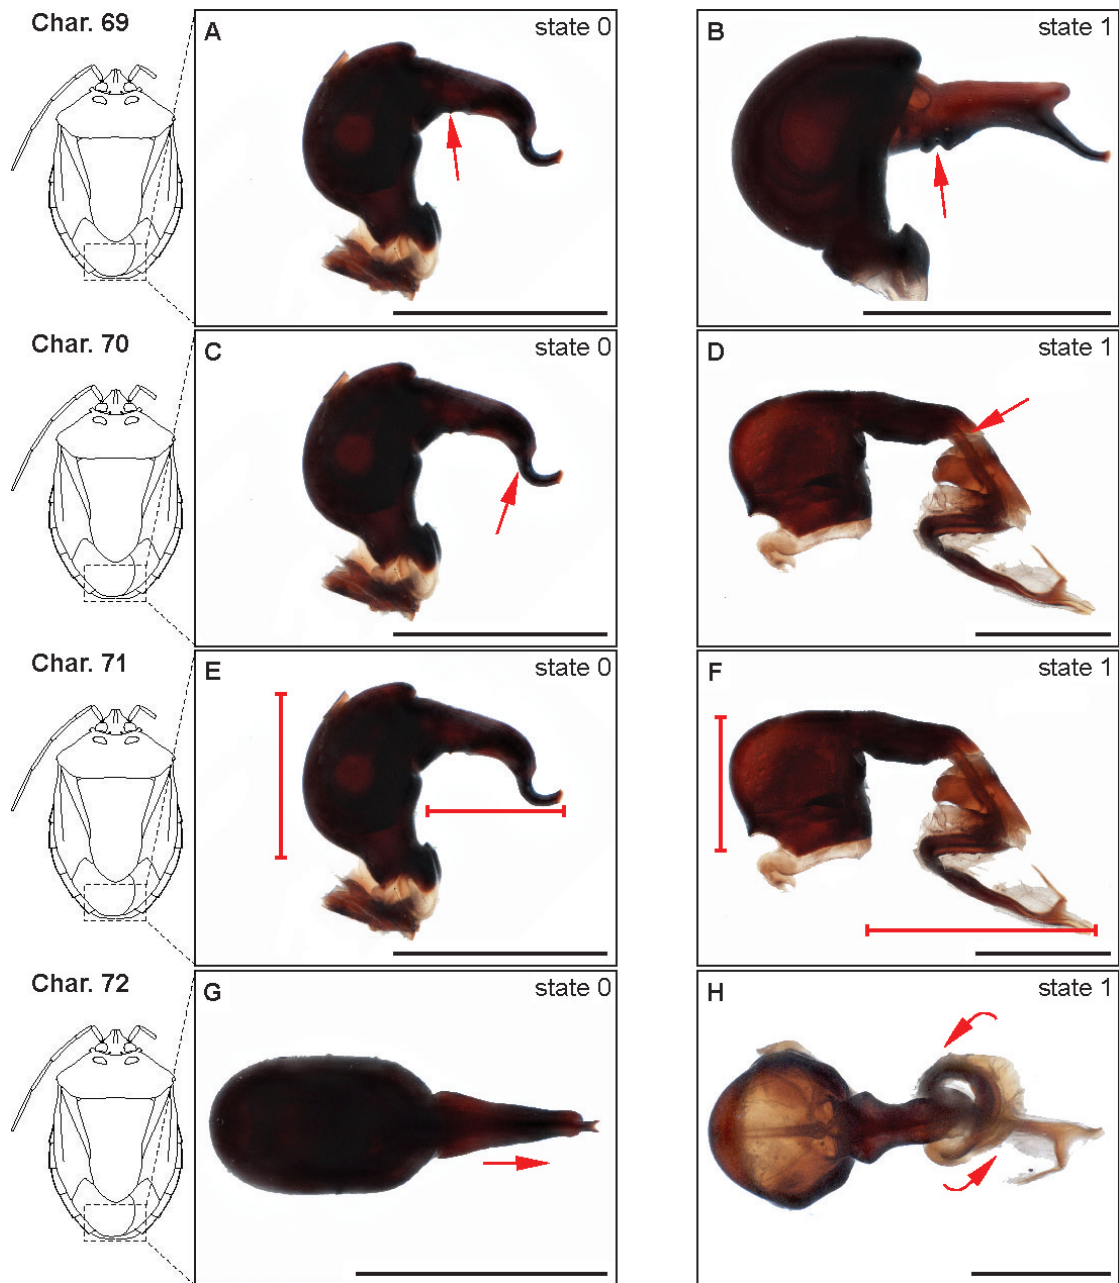 Char. 69
A state 0
B state 1
Char. 70
C state 0
D state 1
Char. 71
E state 0
F state 1
Char. 72
G state 0
H state 1